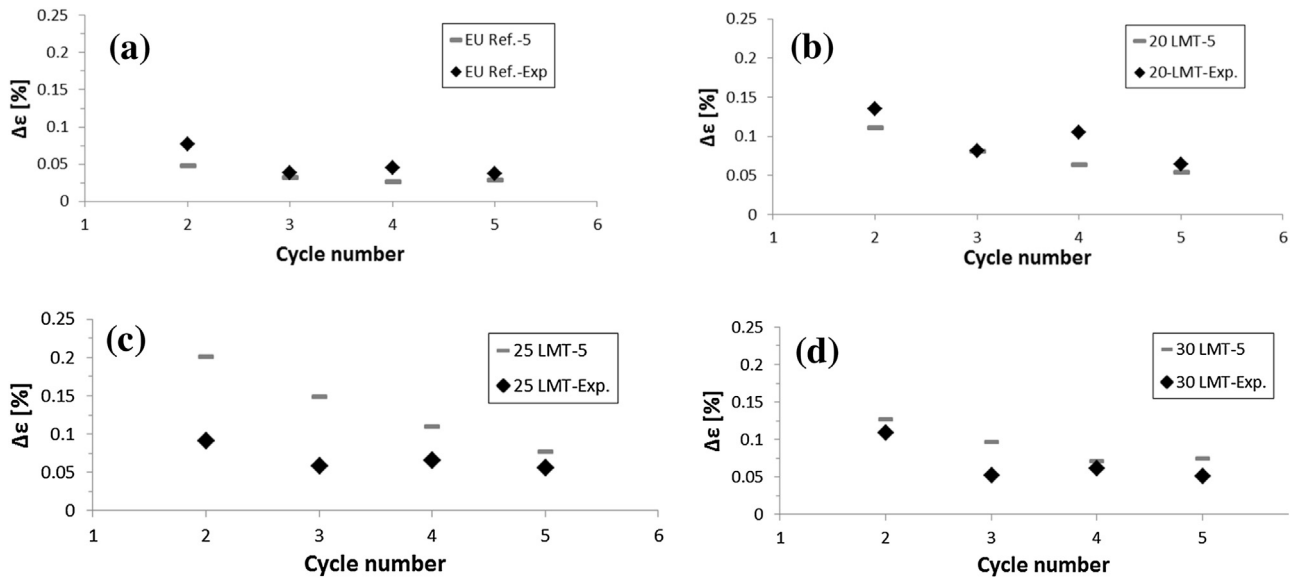 (a)
EU Ref.-5
EU Ref.-Exp
Δε [%]
0.25
0.2
0.15
0.1
0.05
0
1 2 3 4 5 6
Cycle number
(b)
20 LMT-5
20-LMT-Exp.
Δε [%]
0.25
0.2
0.15
0.1
0.05
0
1 2 3 4 5 6
Cycle number
(c)
25 LMT-5
25 LMT-Exp.
Δε [%]
0.25
0.2
0.15
0.1
0.05
0
1 2 3 4 5 6
Cycle number
(d)
30 LMT-5
30 LMT-Exp.
Δε [%]
0.25
0.2
0.15
0.1
0.05
0
1 2 3 4 5
Cycle number